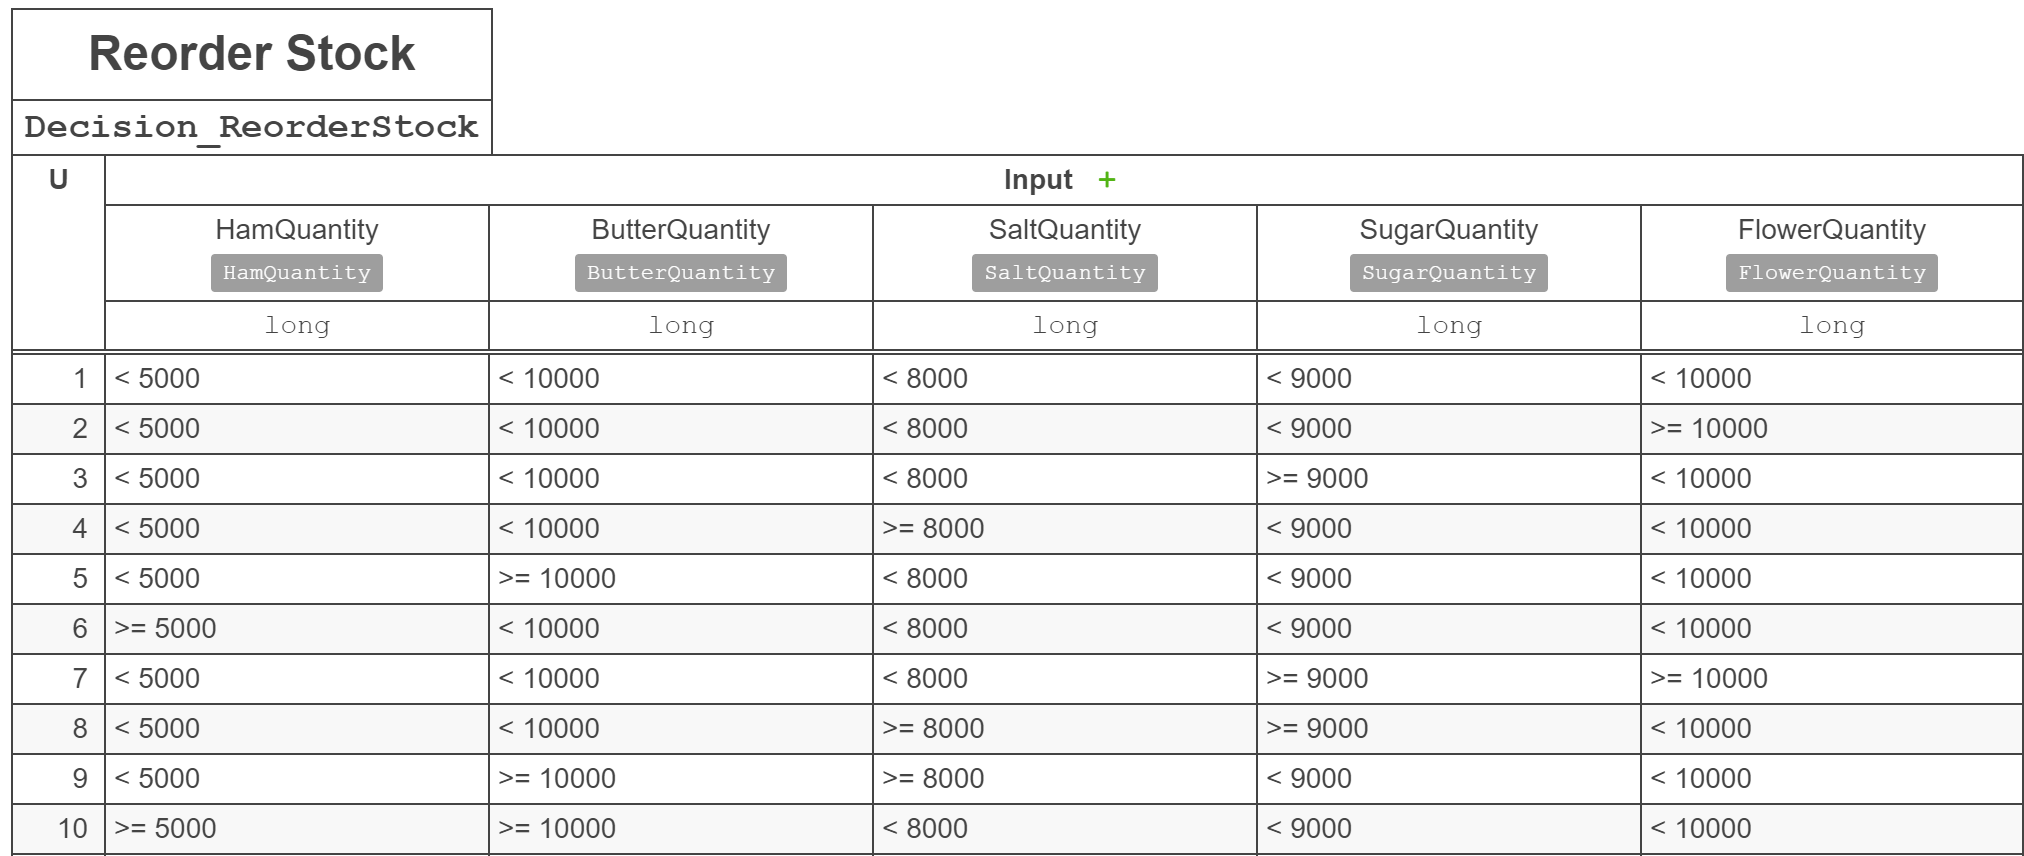 Reorder Stock
Decision_ReorderStock
U Input +
HamQuantity ButterQuantity SaltQuantity SugarQuantity FlowerQuantity
HamQuantity ButterQuantity SaltQuantity SugarQuantity FlowerQuantity
long long long long long
1 < 5000 < 10000 < 8000 < 9000 < 10000
2 < 5000 < 10000 < 8000 < 9000 >= 10000
3 < 5000 < 10000 < 8000 >= 9000 < 10000
4 < 5000 < 10000 >= 8000 < 9000 < 10000
5 < 5000 >= 10000 < 8000 < 9000 < 10000
6 >= 5000 < 10000 < 8000 < 9000 < 10000
7 < 5000 < 10000 < 8000 >= 9000 >= 10000
8 < 5000 < 10000 >= 8000 >= 9000 < 10000
9 < 5000 >= 10000 >= 8000 < 9000 < 10000
10 >= 5000 >= 10000 < 8000 < 9000 < 10000